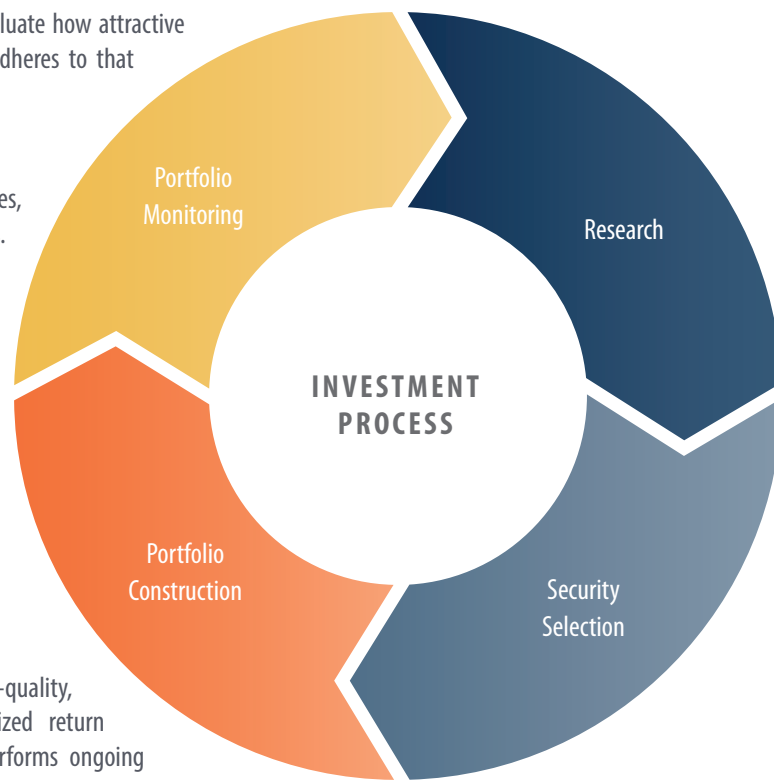 luate how attractive
dheres to that
es,
.
Portfolio
Monitoring
Research
INVESTMENT
PROCESS
Portfolio
Construction
Security
Selection
-quality,
ized return
rforms ongoing